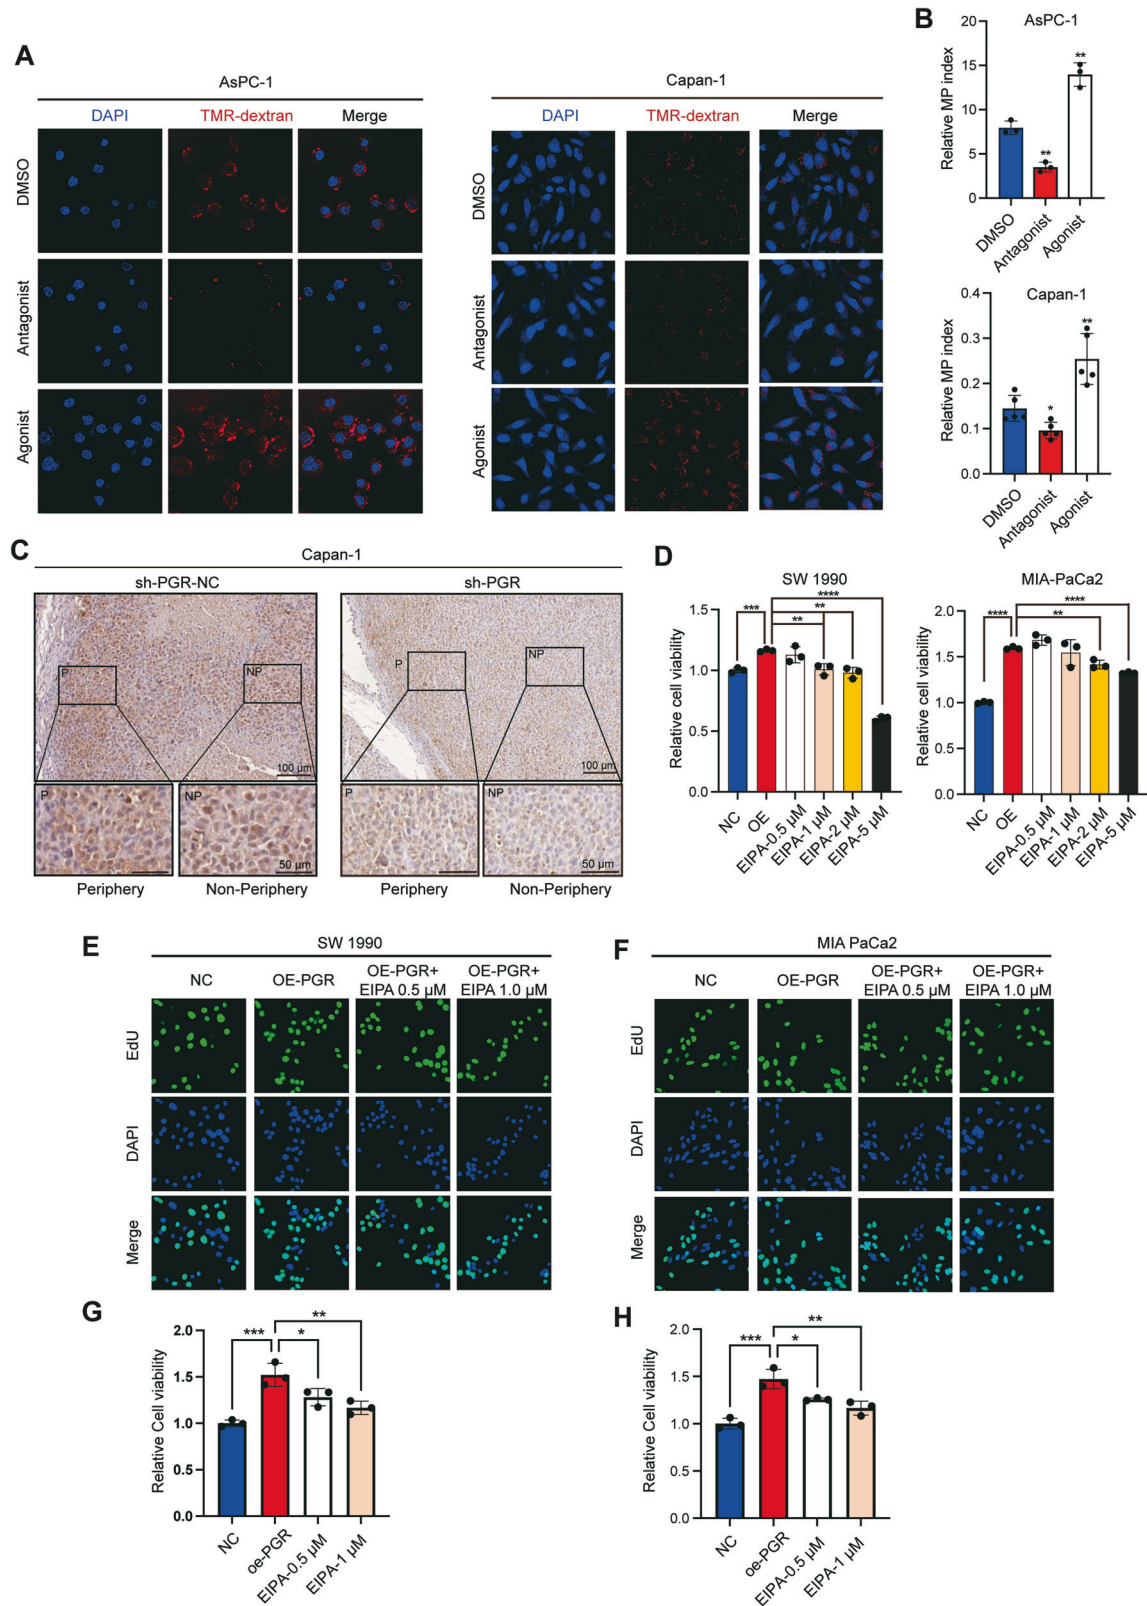 A
AsPC-1
DAPI
TMR-dextran
Merge
DMSO
Antagonist
Agonist
Capan-1
DAPI
TMR-dextran
Merge
DMSO
Antagonist
Agonist
B
AsPC-1
Relative MP index
20
15
10
5
0
**
**
DMSO
Antagonist
Agonist
Capan-1
Relative MP index
0.4
0.3
0.2
0.1
0.0
*
**
DMSO
Antagonist
Agonist
C
Capan-1
sh-PGR-NC
sh-PGR
P
NP
100 µm
P
NP
100 µm
P
NP
50 µm
P
NP
50 µm
Periphery
Non-Periphery
Periphery
Non-Periphery
D
SW 1990
Relative cell viability
1.5
1.0
0.5
0.0
***
****
**
**
NC
OE
EIPA-0.5 µM
EIPA-1 µM
EIPA-2 µM
EIPA-5 µM
MIA-PaCa2
Relative cell viability
2.0
1.5
1.0
0.5
0.0
****
****
**
NC
OE
EIPA-0.5 µM
EIPA-1 µM
EIPA-2 µM
EIPA-5 µM
E
SW 1990
NC
OE-PGR
OE-PGR+
EIPA 0.5 µM
OE-PGR+
EIPA 1.0 µM
EdU
DAPI
Merge
F
MIA PaCa2
NC
OE-PGR
OE-PGR+
EIPA 0.5 µM
OE-PGR+
EIPA 1.0 µM
EdU
DAPI
Merge
G
Relative Cell viability
2.0
1.5
1.0
0.5
0.0
***
*
**
NC
oe-PGR
EIPA-0.5 µM
EIPA-1 µM
H
Relative Cell viability
2.0
1.5
1.0
0.5
0.0
***
*
**
NC
oe-PGR
EIPA-0.5 µM
EIPA-1 µM